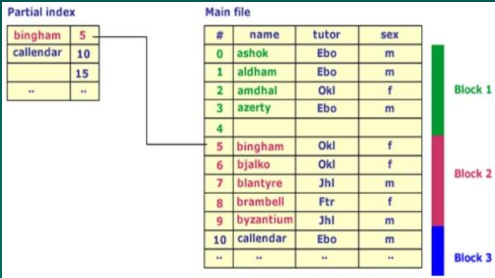 Partial index
bingham 5
callendar 10
15
.. ..
Main file
# name tutor sex
0 ashok Ebo m
1 aldham Ebo m
2 amdhal Okl f
3 azerty Ebo m
4
5 bingham Okl f
6 bjalko Okl f
7 blantyre Jhl m
8 brambell Ftr f
9 byzantium Jhl m
10 callendar Ebo m
.. .. .. ..
Block 1
Block 2
Block 3